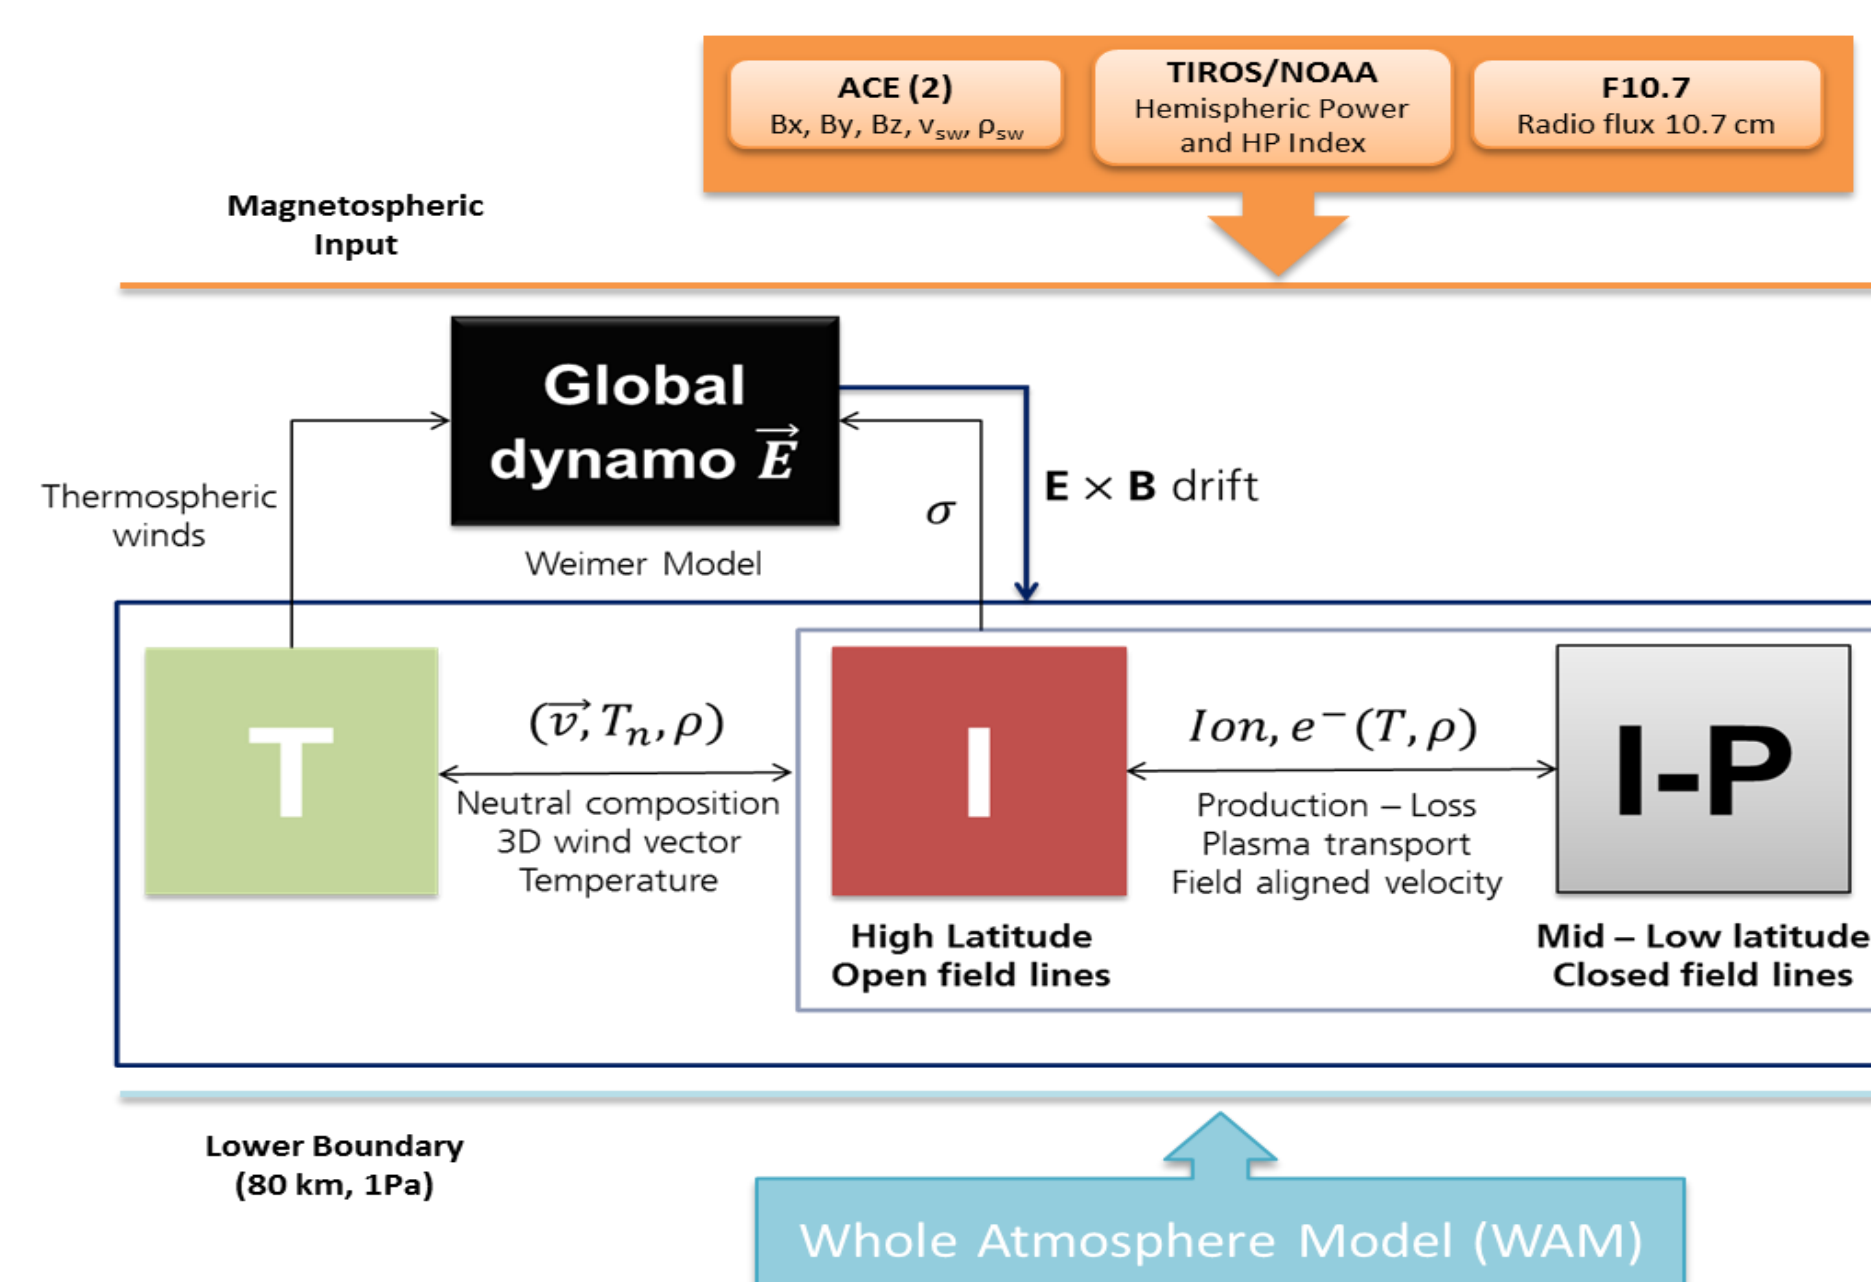 ACE (2)
Bx, By, Bz, vsw, ρsw
TIROS/NOAA
Hemispheric Power
and HP Index
F10.7
Radio flux 10.7 cm
Magnetospheric
Input
Global
dynamo E⃗
Weimer Model
Thermospheric
winds
σ
E × B drift
T
(v⃗, Tn, ρ)
Neutral composition
3D wind vector
Temperature
I
High Latitude
Open field lines
Ion, e⁻(T, ρ)
Production – Loss
Plasma transport
Field aligned velocity
I-P
Mid – Low latitude
Closed field lines
Lower Boundary
(80 km, 1Pa)
Whole Atmosphere Model (WAM)